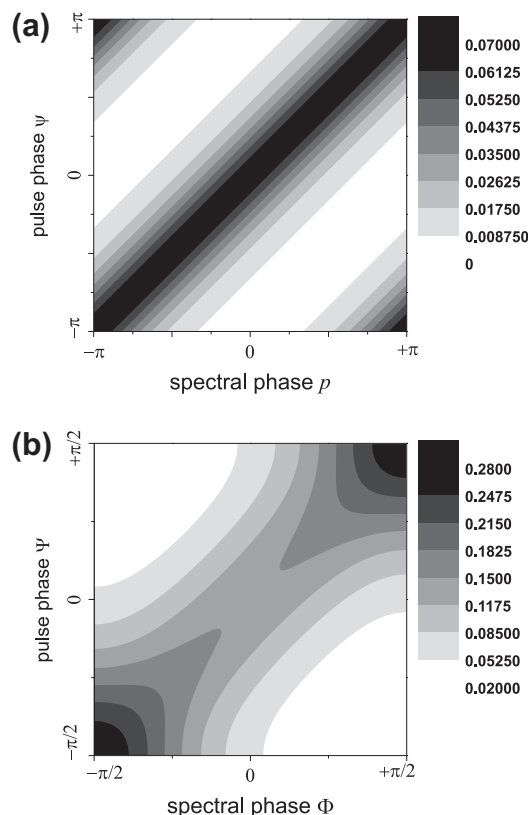 (a)
+π
0
−π
pulse phase ψ
−π
0
+π
spectral phase p
0.07000
0.06125
0.05250
0.04375
0.03500
0.02625
0.01750
0.008750
0
(b)
+π/2
0
−π/2
pulse phase Ψ
−π/2
0
+π/2
spectral phase Φ
0.2800
0.2475
0.2150
0.1825
0.1500
0.1175
0.08500
0.05250
0.02000